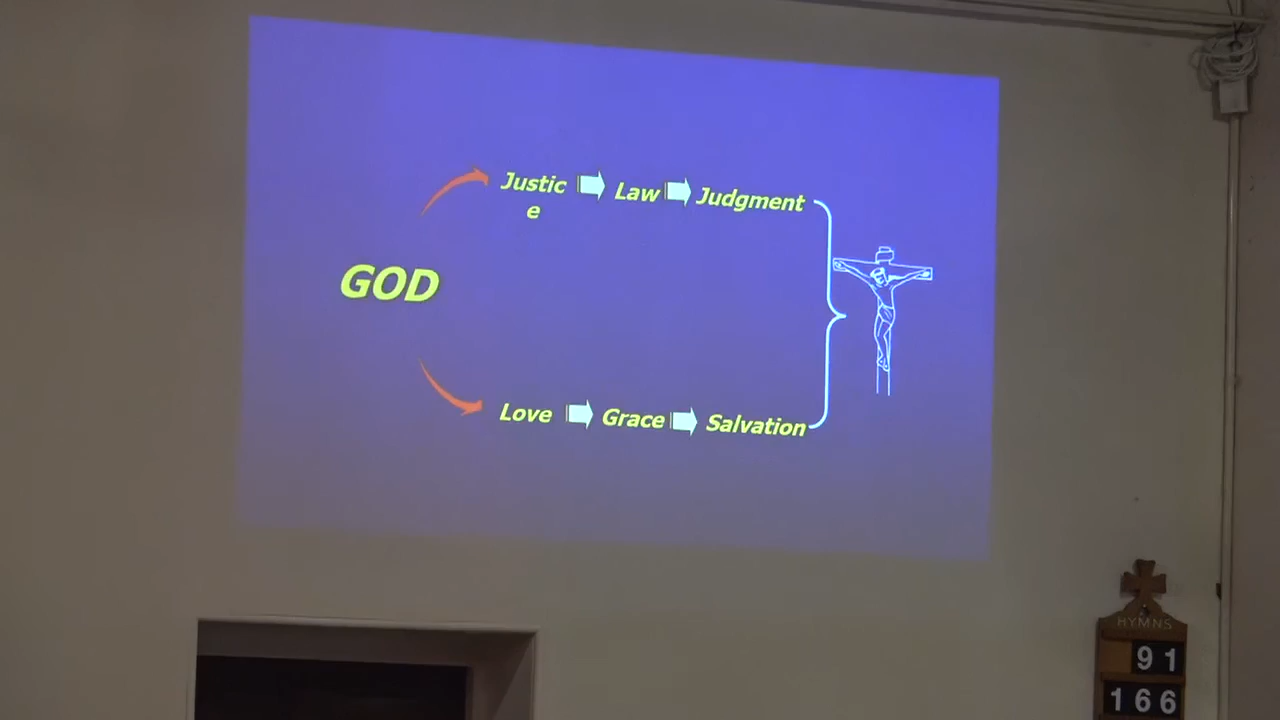 Justic
e
Law
Judgment
GOD
Love
Grace
Salvation
HYMNS
91
166